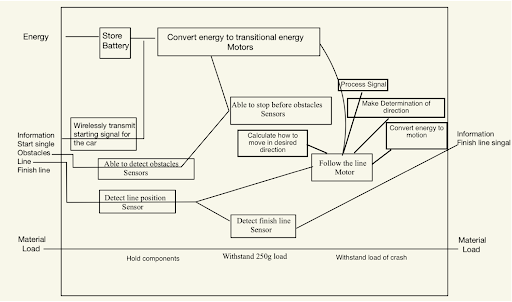 Energy
Store
Battery
Convert energy to transitional energy
Motors
Process Signal
Able to stop before obstacles
Sensors
Make Determination of
direction
Wirelessly transmit
starting signal for
the car
Calculate how to
move in desired
direction
Convert energy to
motion
Information
Start single
Obstacles
Line
Finish line
Information
Finish line singal
Able to detect obstacles
Sensors
Follow the line
Motor
Detect line position
Sensor
Detect finish line
Sensor
Material
Load
Material
Load
Hold components
Withstand 250g load
Withstand load of crash